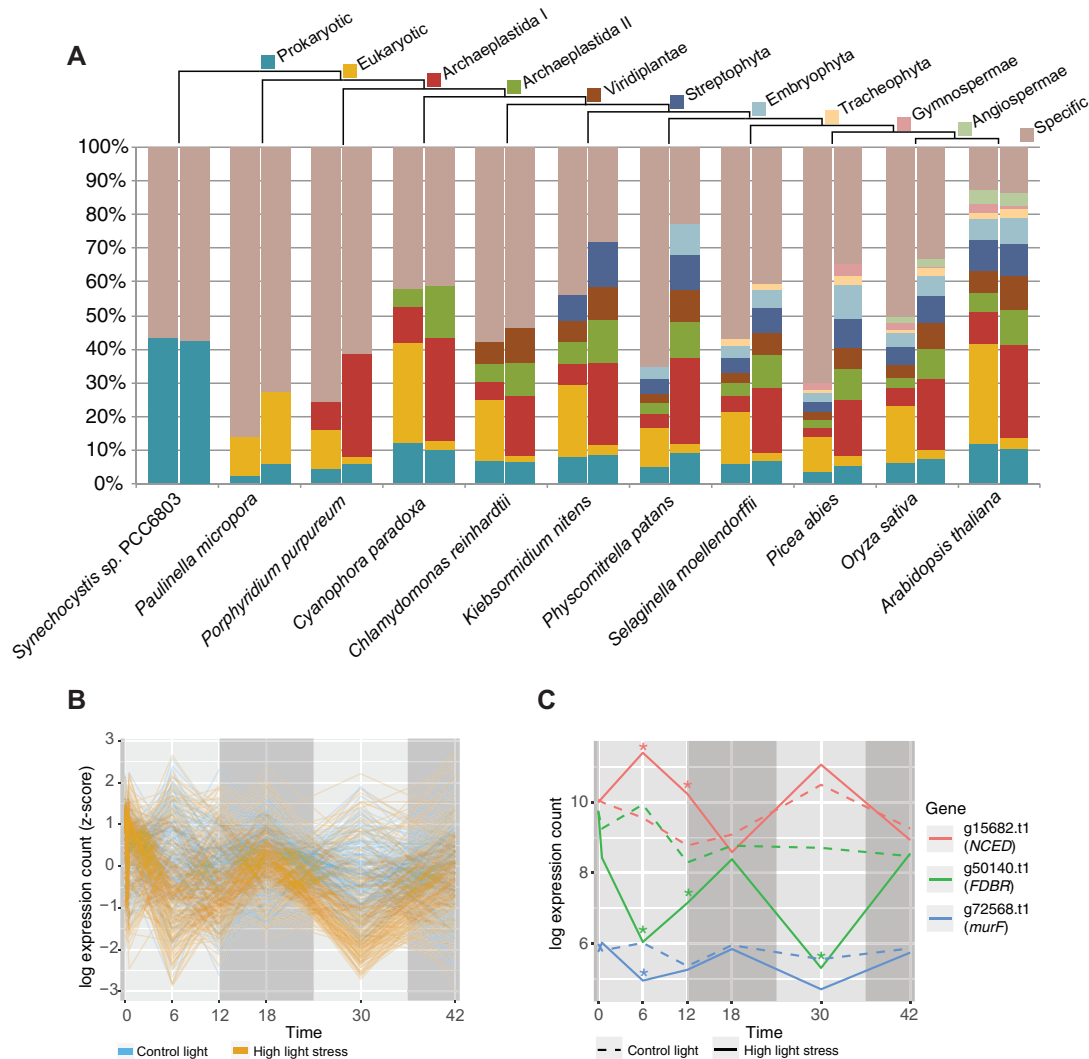 A
Prokaryotic
Eukaryotic
Archaeplastida I
Archaeplastida II
Viridiplantae
Streptophyta
Embryophyta
Tracheophyta
Gymnospermae
Angiospermae
Specific
100%
90%
80%
70%
60%
50%
40%
30%
20%
10%
0%
Synechocystis sp. PCC6803
Paulinella micropora
Porphyridium purpureum
Cyanophora paradoxa
Chlamydomonas reinhardtii
Klebsormidium nitens
Physcomitrella patans
Selaginella moellendorffii
Picea abies
Oryza sativa
Arabidopsis thaliana
B
log expression count (z-score)
3
2
1
0
−1
−2
−3
0 6 12 18 30 42
Time
Control light High light stress
C
log expression count
10
8
6
* * * * * * *
0 6 12 18 30 42
Time
Control light High light stress
Gene
g15682.t1
(NCED)
g50140.t1
(FDBR)
g72568.t1
(murF)